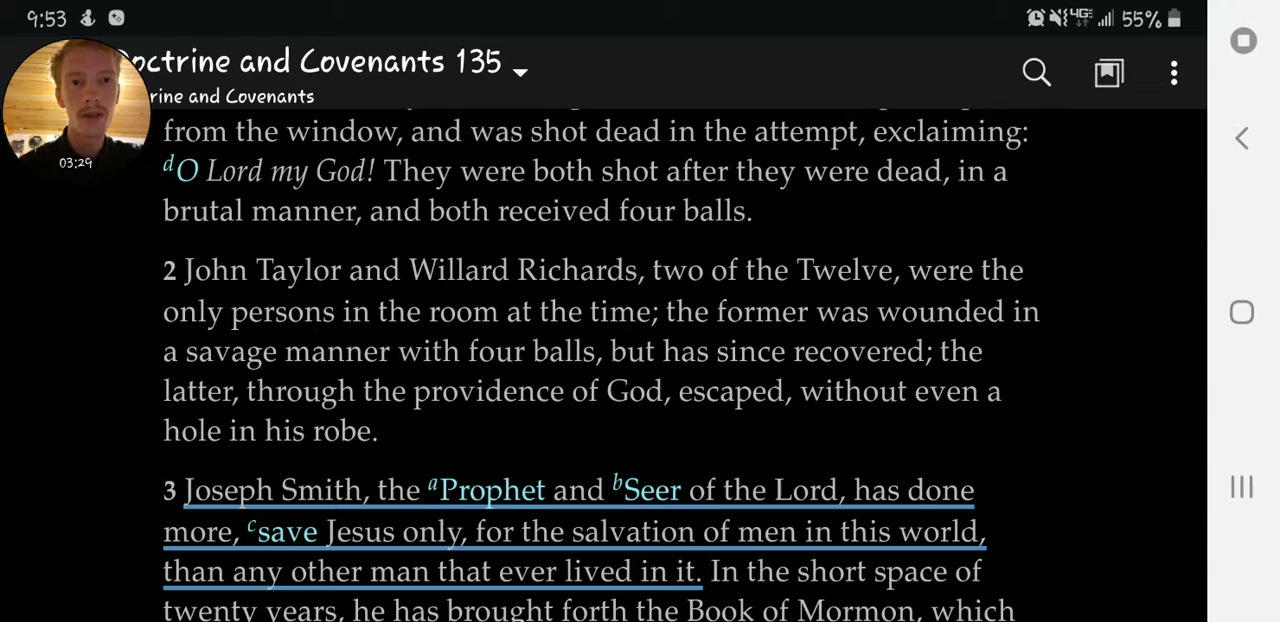 9:53
4G 55%
octrine and Covenants 135
rine and Covenants
from the window, and was shot dead in the attempt, exclaiming:
d O Lord my God! They were both shot after they were dead, in a
brutal manner, and both received four balls.
03:29
2 John Taylor and Willard Richards, two of the Twelve, were the
only persons in the room at the time; the former was wounded in
a savage manner with four balls, but has since recovered; the
latter, through the providence of God, escaped, without even a
hole in his robe.
3 Joseph Smith, the a Prophet and b Seer of the Lord, has done
more, c save Jesus only, for the salvation of men in this world,
than any other man that ever lived in it. In the short space of
twenty years, he has brought forth the Book of Mormon, which